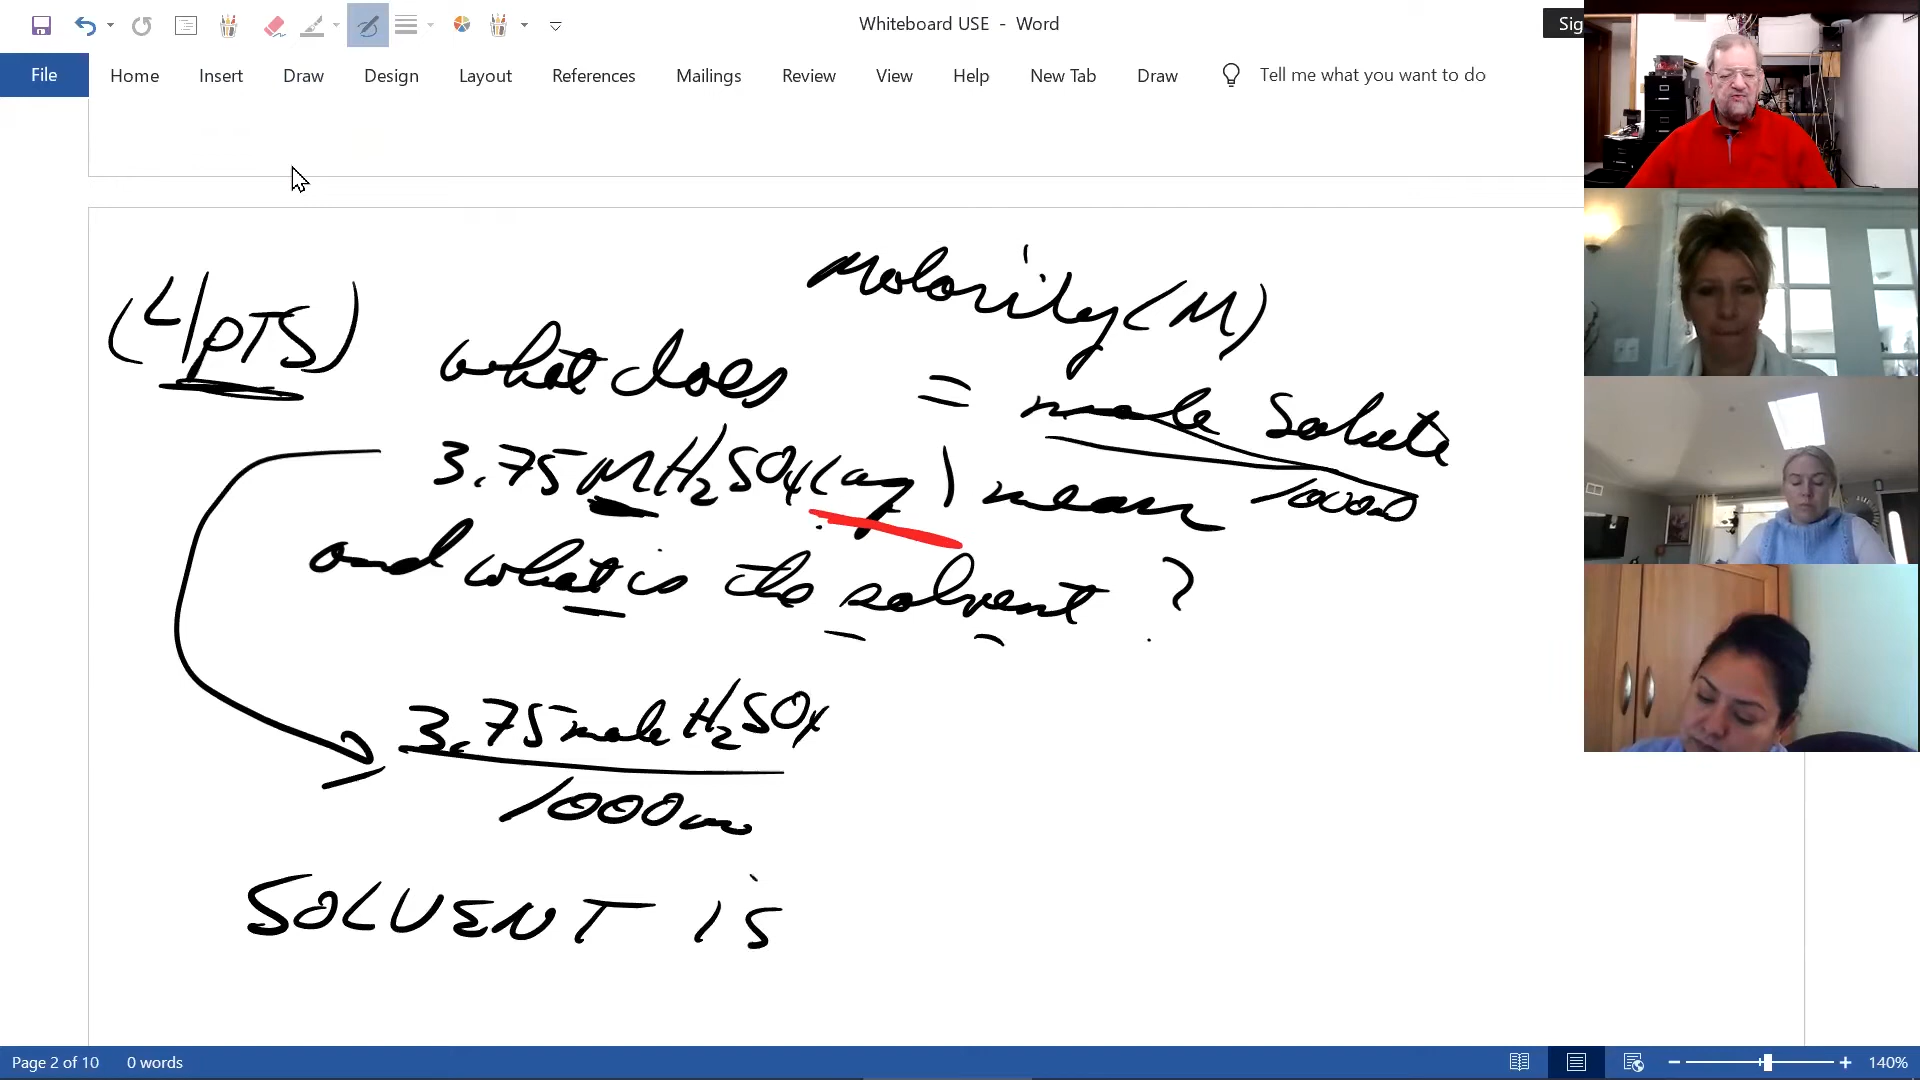 Whiteboard USE - Word
Sig
File Home Insert Draw Design Layout References Mailings Review View Help New Tab Draw Tell me what you want to do
Molarity (M)
(4 pTS) what does = mole Solute
3.75 M H2SO4 (aq) mean 1000
and what is the solvent ?
3.75 mole H2SO4
1000
SOLVENT is
Page 2 of 10 0 words 140%